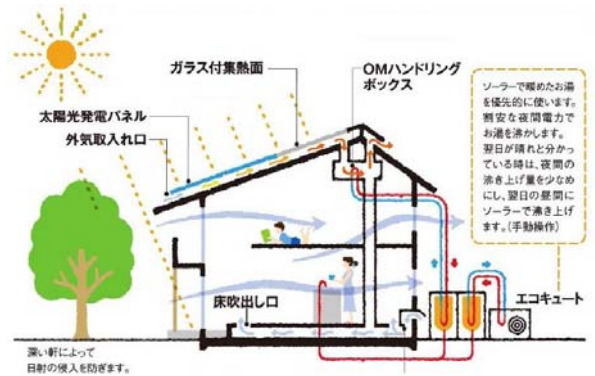 ガラス付集熱面
OMハンドリング
ボックス
太陽光発電パネル
外気取入れ口
ソーラーで暖めたお湯
を優先的に使います。
割安な夜間電力で
お湯を沸かします。
翌日が晴れと分かっ
ている時は、夜間の
沸き上げ量を少なめ
にし、翌日の昼間に
ソーラーで沸き上げ
ます。(手動操作)
床吹出し口
エコキュート
深い軒によって
日射の侵入を防ぎます。